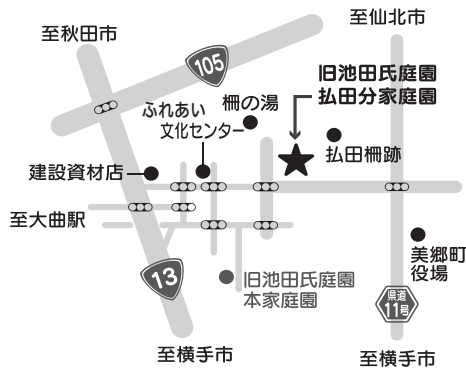 至仙北市
至秋田市
105
旧池田氏庭園
払田分家庭園
柵の湯
ふれあい
文化センター
払田柵跡
建設資材店
至大曲駅
美郷町
役場
13
旧池田氏庭園
本家庭園
県道
11号
至横手市
至横手市